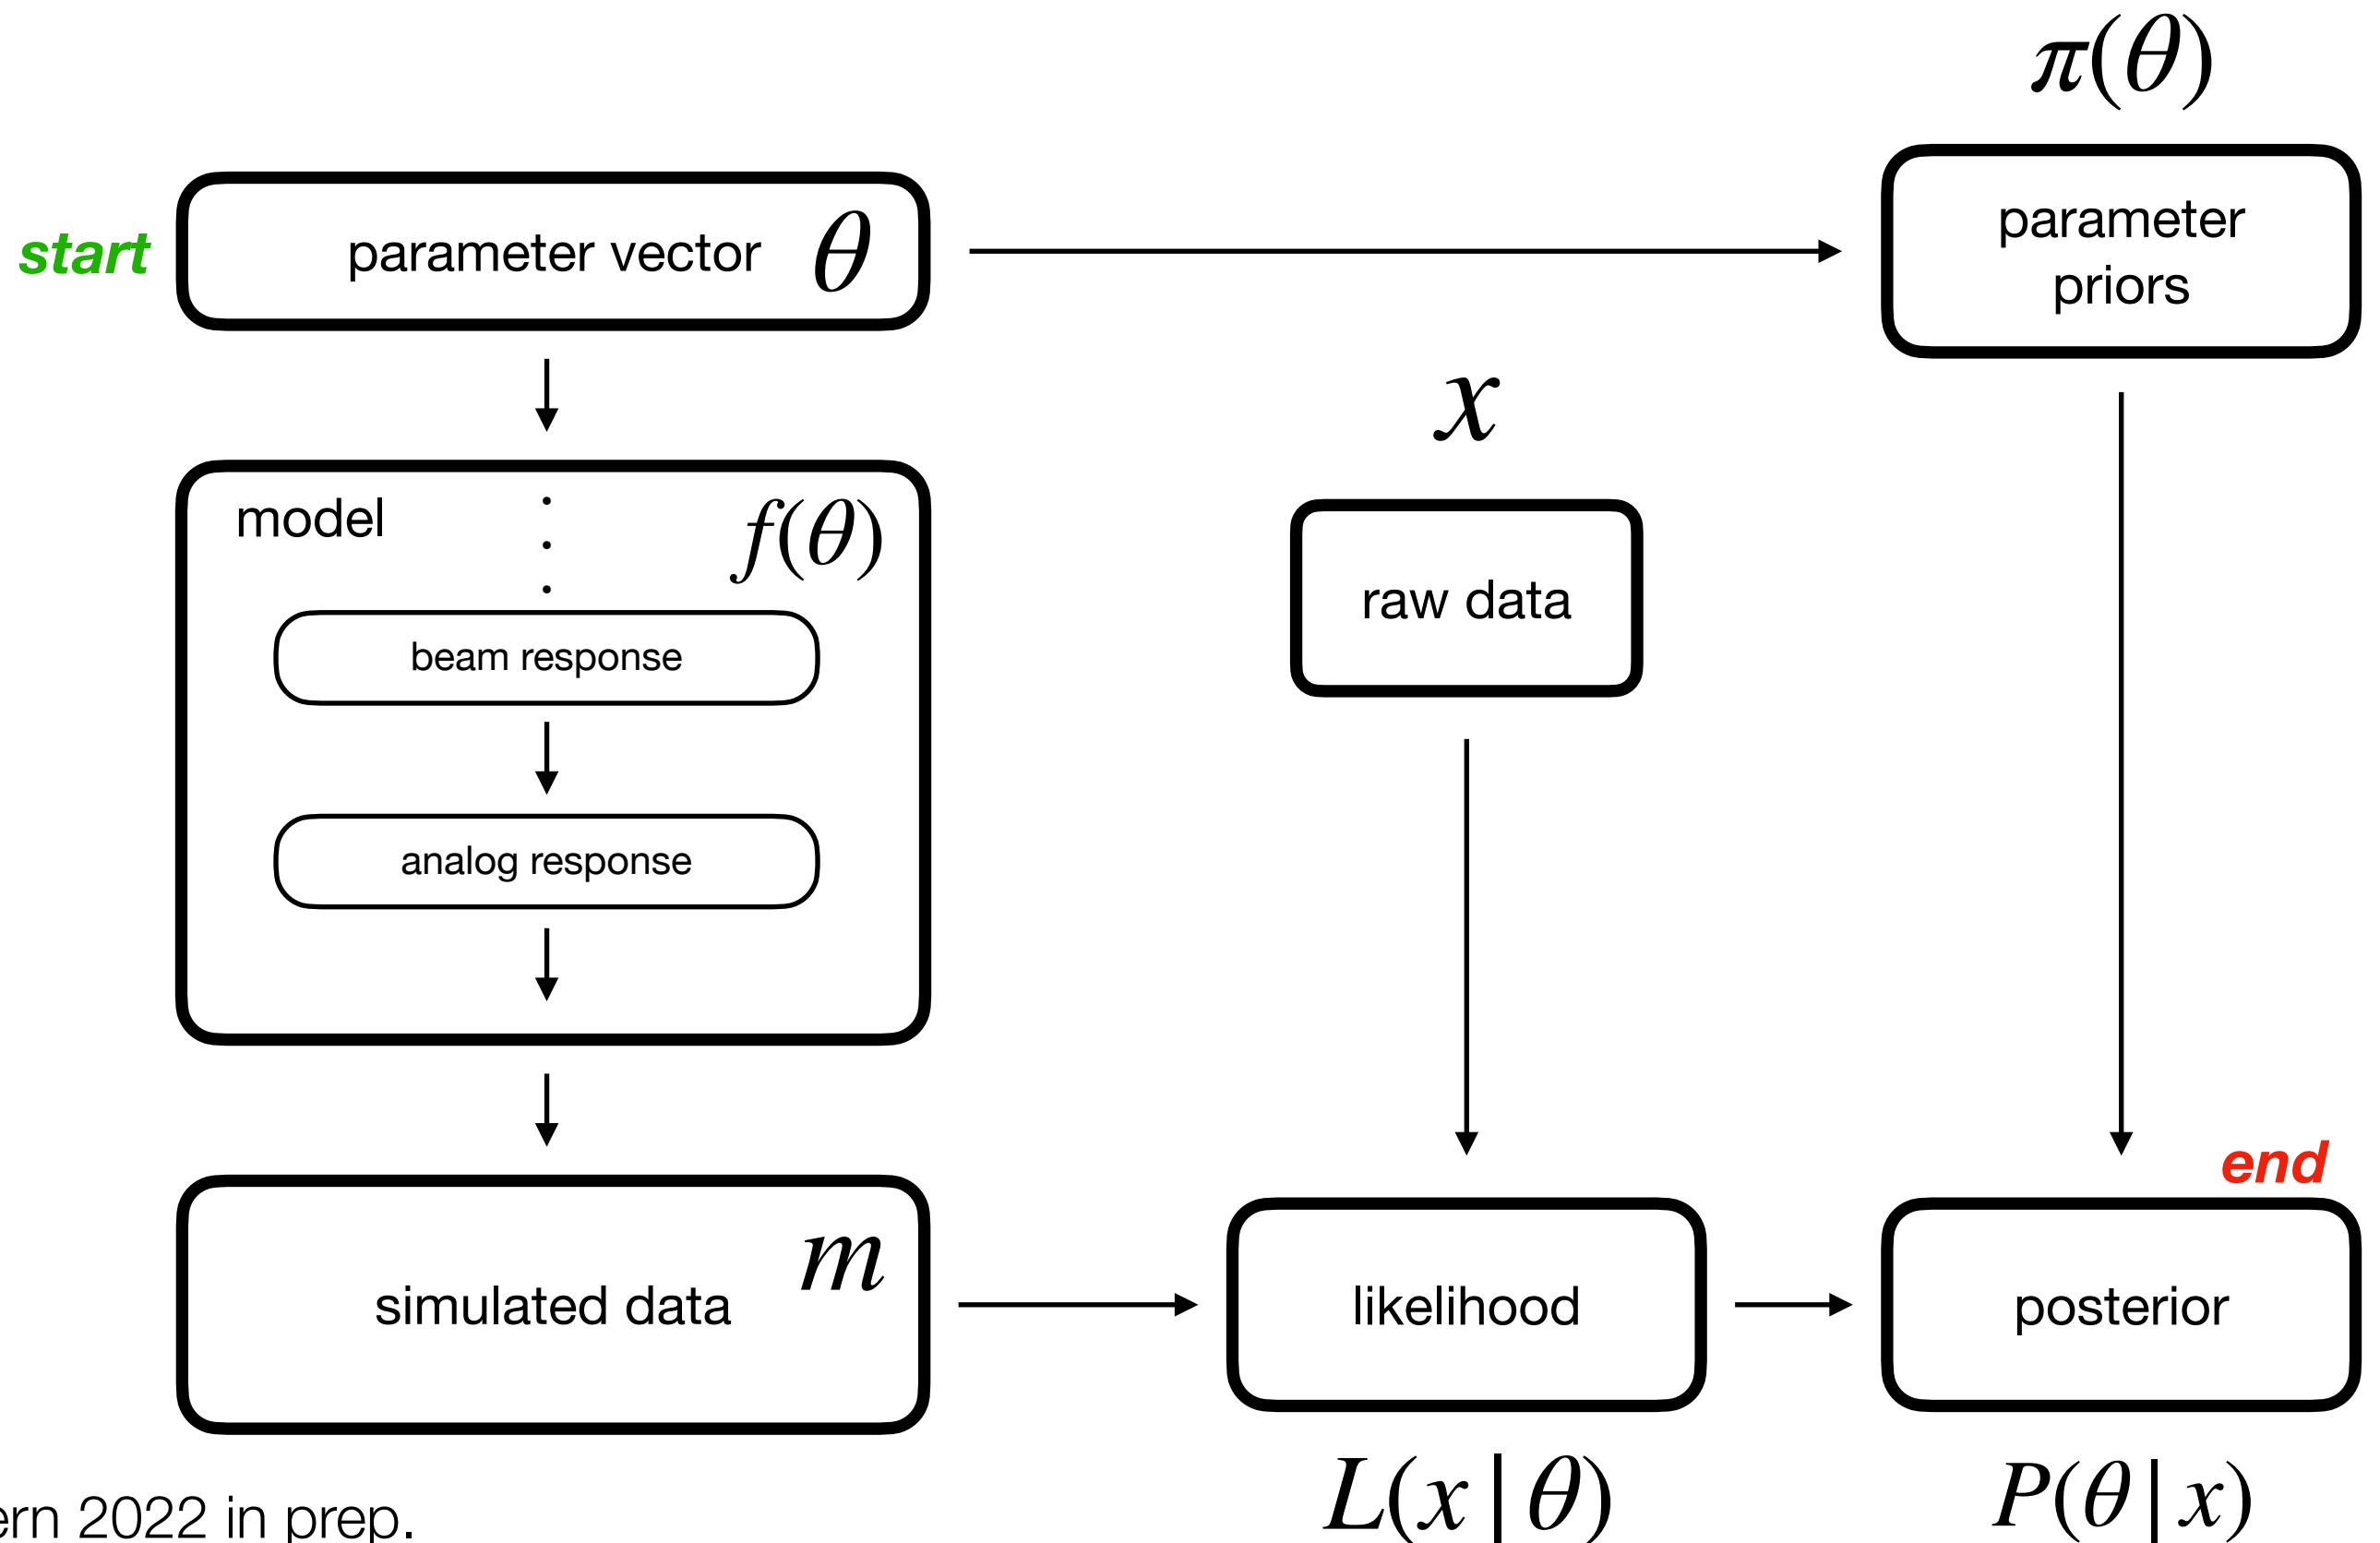 π(θ)
start
parameter vector θ
parameter
priors
x
model
f(θ)
raw data
beam response
analog response
end
m
simulated data
likelihood
posterior
L(x | θ)
P(θ | x)
2022 in prep.